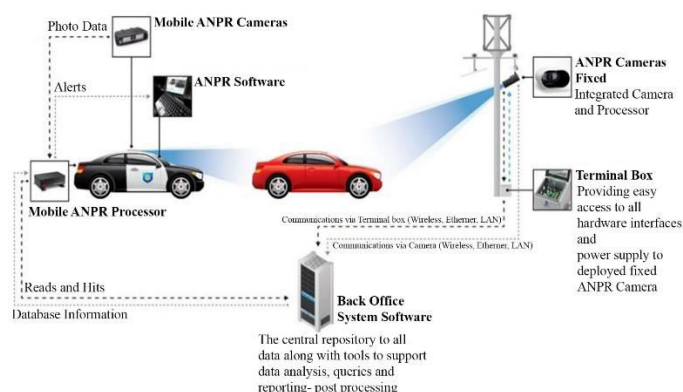 Photo Data
Mobile ANPR Cameras
Alerts
ANPR Software
Mobile ANPR Processor
ANPR Cameras
Fixed
Integrated Camera
and Processor
Terminal Box
Providing easy
access to all
hardware interfaces
and
power supply to
deployed fixed
ANPR Camera
Communications via Terminal box (Wireless, Etherner, LAN)
Communications via Camera (Wireless, Etherner, LAN)
Reads and Hits
Database Information
Back Office
System Software
The central repository to all
data along with tools to support
data analysis, queries and
reporting- post processing